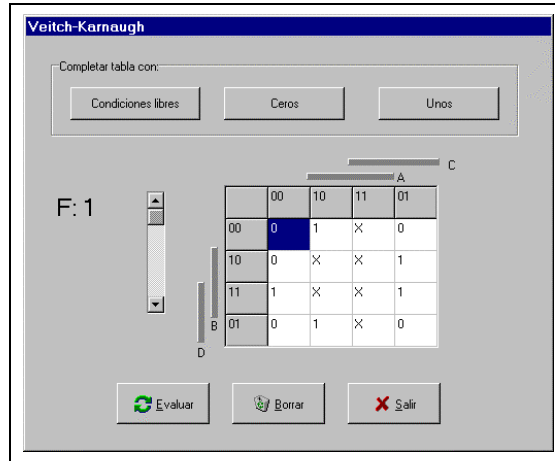 Veitch-Karnaugh
Completar tabla con:
Condiciones libres Ceros Unos
C
A
F: 1
00 10 11 01
00 0 1 X 0
10 0 X X 1
11 1 X X 1
B 01 0 1 X 0
D
Evaluar Borrar Salir